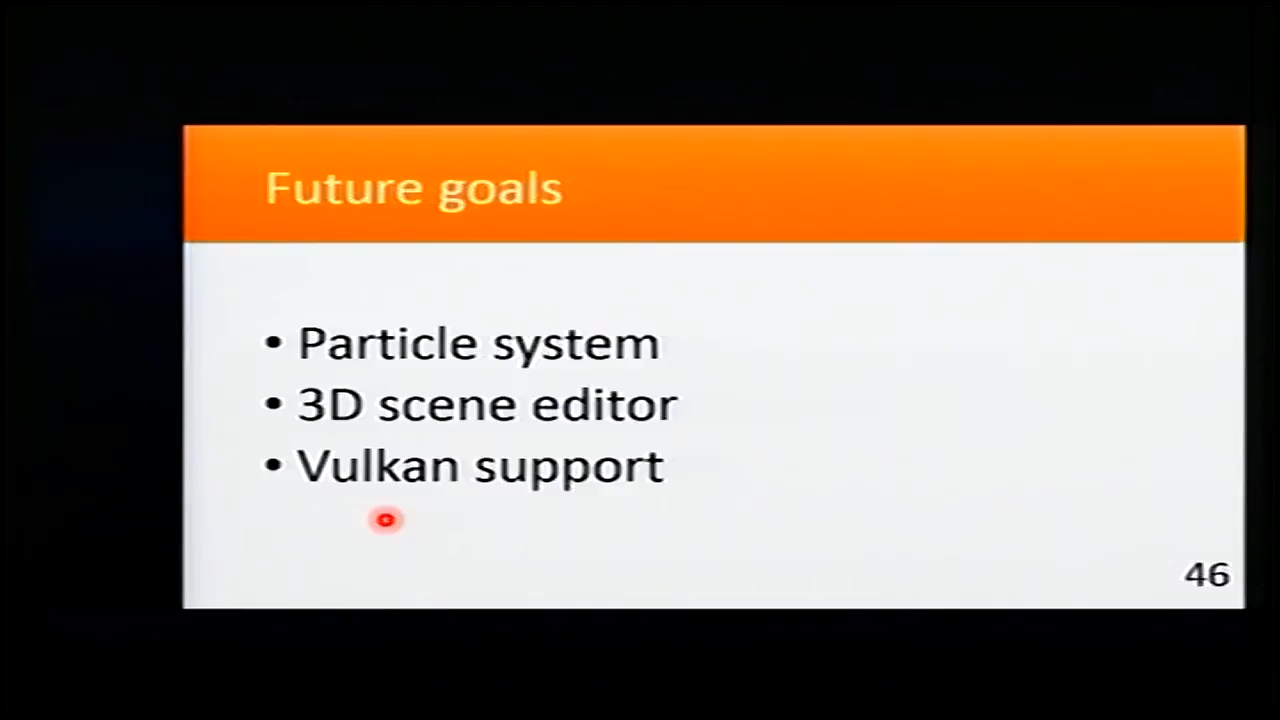 Future goals
• Particle system
• 3D scene editor
• Vulkan support
46